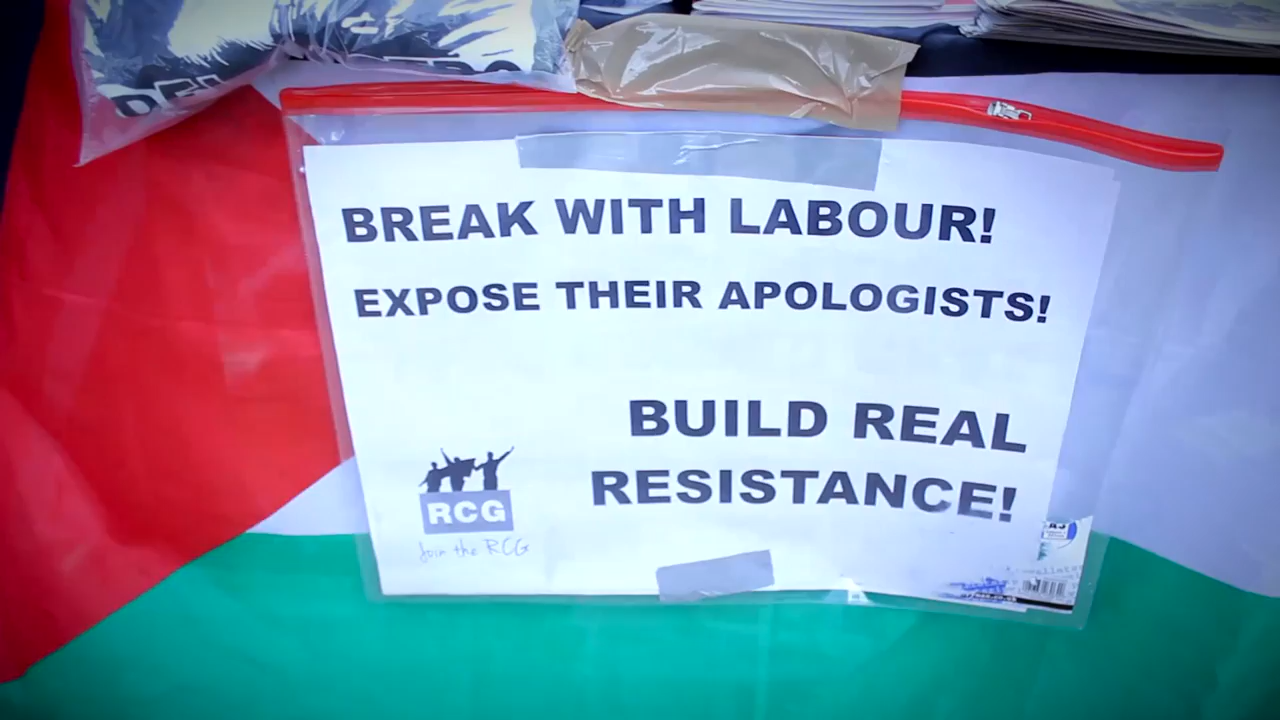 BREAK WITH LABOUR!
EXPOSE THEIR APOLOGISTS!
BUILD REAL
RESISTANCE!
RCG
Join the RCG